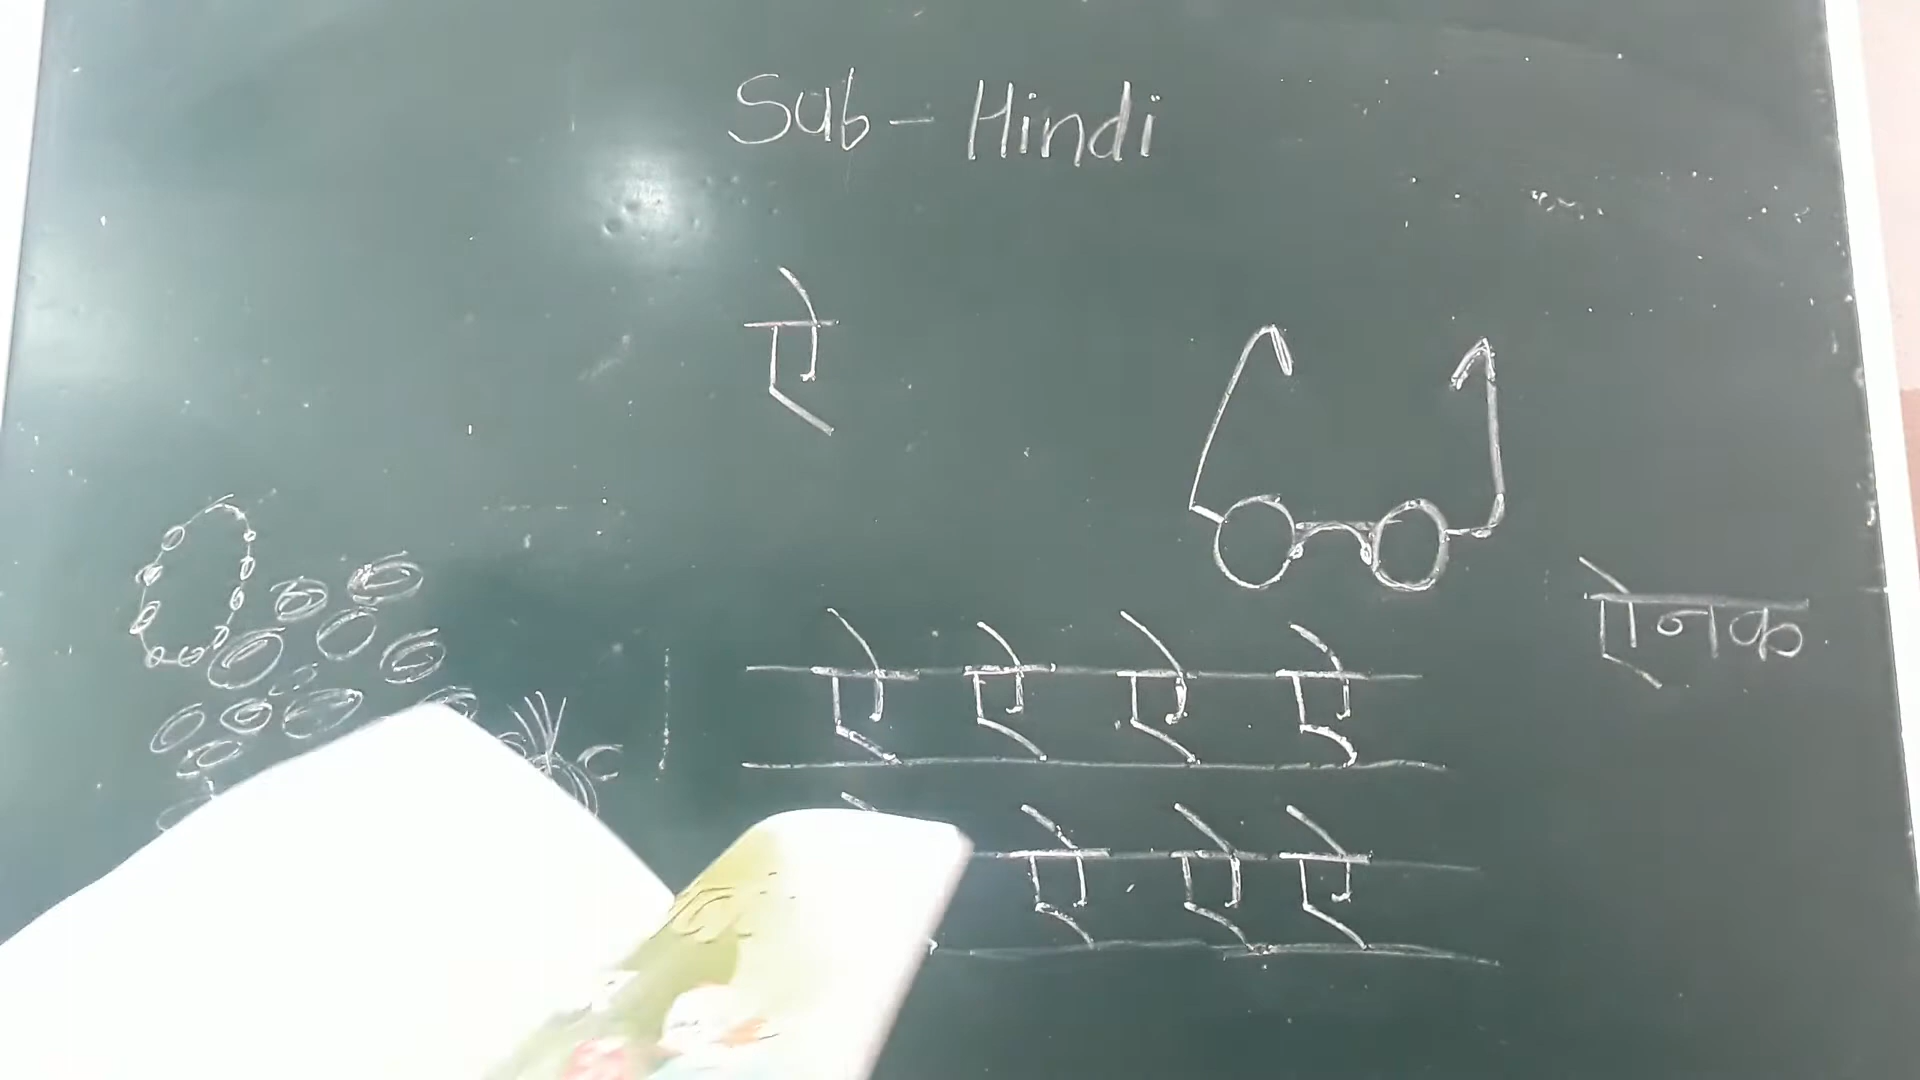 Sub - Hindi
ऐ
ऐनक
ऐ ऐ ऐ ऐ
ऐ ऐ ऐ